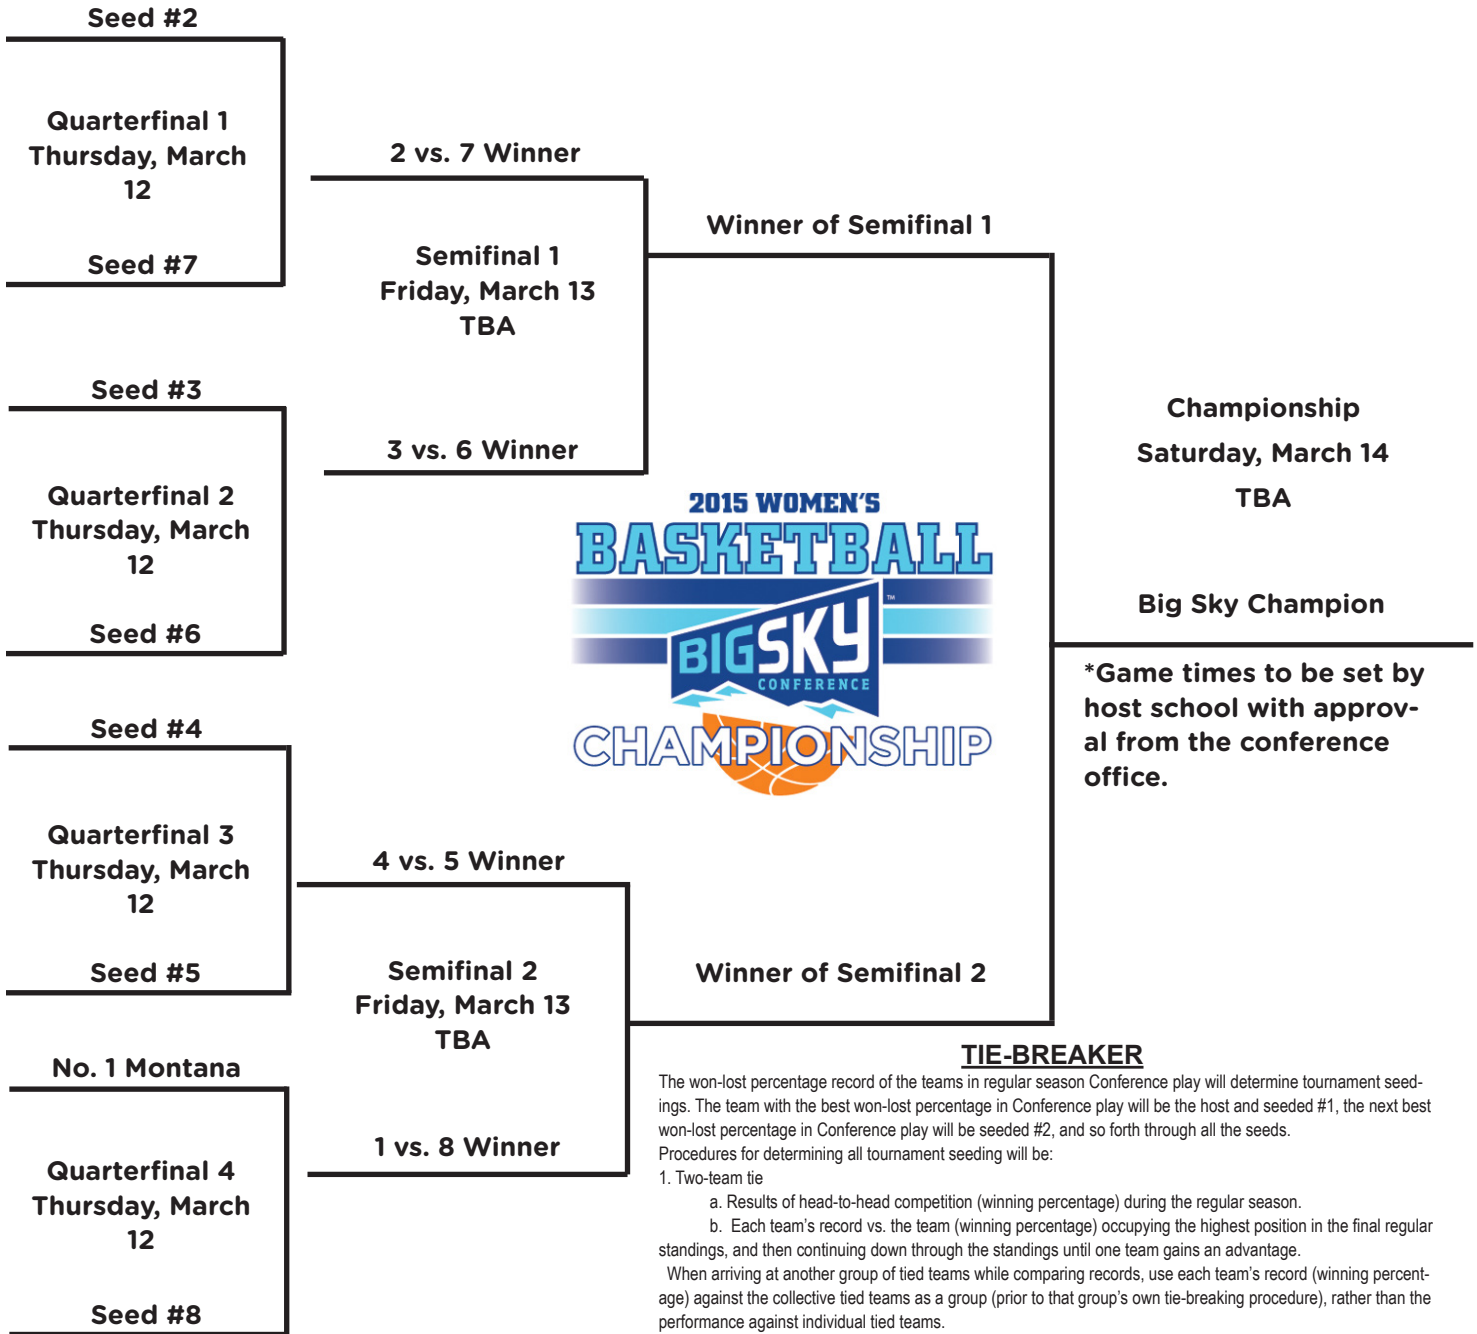 Seed #2
Quarterfinal 1
Thursday, March
12
Seed #7
Seed #3
Quarterfinal 2
Thursday, March
12
Seed #6
Seed #4
Quarterfinal 3
Thursday, March
12
Seed #5
No. 1 Montana
Quarterfinal 4
Thursday, March
12
Seed #8
2 vs. 7 Winner
Semifinal 1
Friday, March 13
TBA
3 vs. 6 Winner
4 vs. 5 Winner
Semifinal 2
Friday, March 13
TBA
1 vs. 8 Winner
Winner of Semifinal 1
2015 WOMEN'S
BASKETBALL
BIG SKY™
CONFERENCE
CHAMPIONSHIP
Winner of Semifinal 2
Championship
Saturday, March 14
TBA
Big Sky Champion
*Game times to be set by
host school with approv-
al from the conference
office.
TIE-BREAKER
The won-lost percentage record of the teams in regular season Conference play will determine tournament seed-
ings. The team with the best won-lost percentage in Conference play will be the host and seeded #1, the next best
won-lost percentage in Conference play will be seeded #2, and so forth through all the seeds.
Procedures for determining all tournament seeding will be:
1. Two-team tie
a. Results of head-to-head competition (winning percentage) during the regular season.
b. Each team's record vs. the team (winning percentage) occupying the highest position in the final regular
standings, and then continuing down through the standings until one team gains an advantage.
When arriving at another group of tied teams while comparing records, use each team's record (winning percent-
age) against the collective tied teams as a group (prior to that group's own tie-breaking procedure), rather than the
performance against individual tied teams.